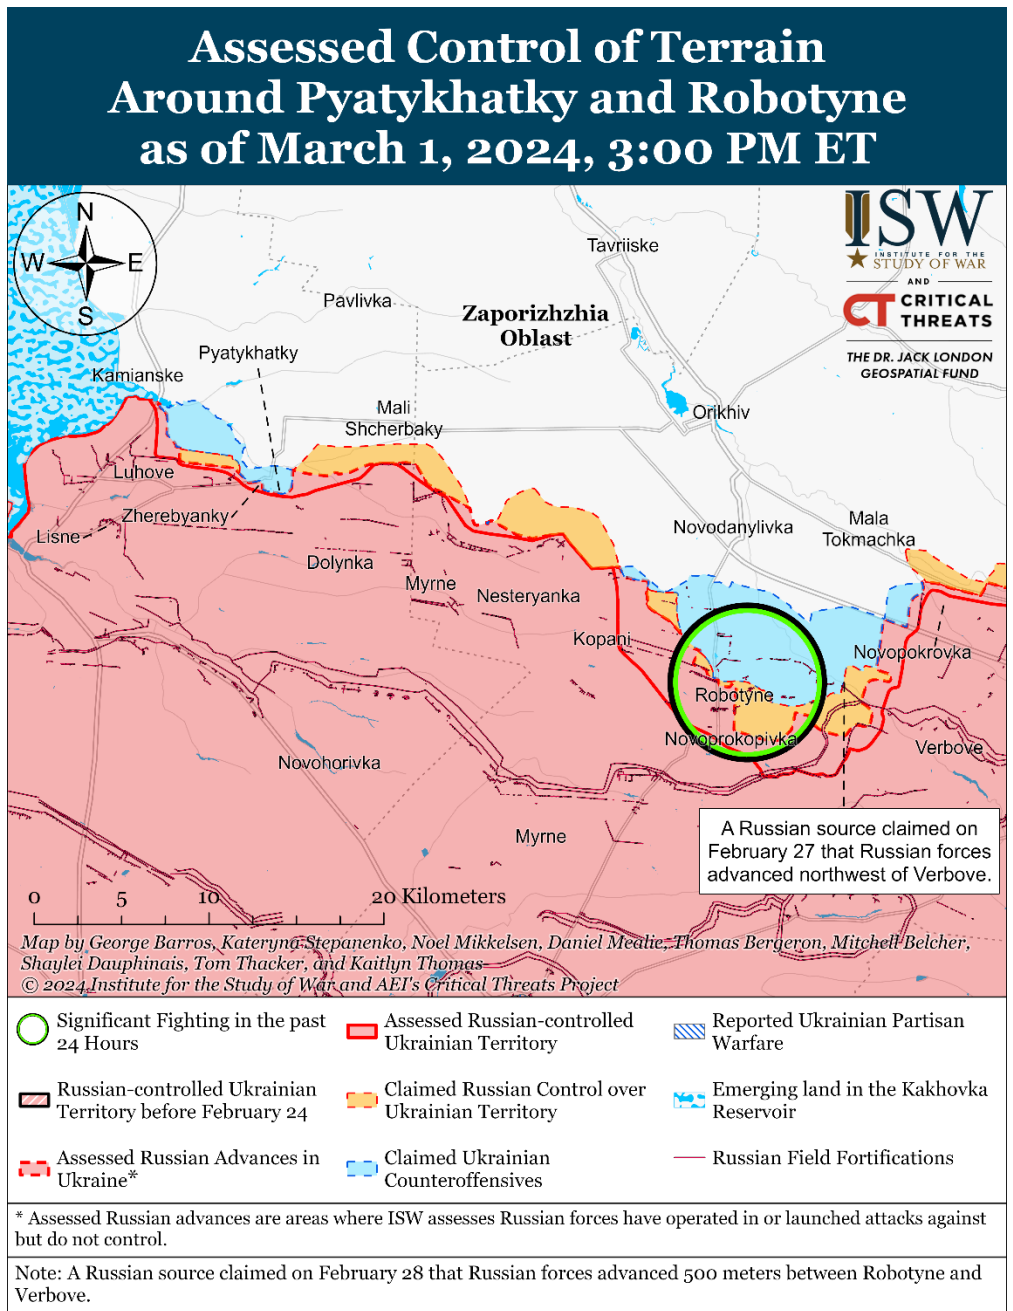 Assessed Control of Terrain
Around Pyatykhatky and Robotyne
as of March 1, 2024, 3:00 PM ET
N
W
E
S
ISW
INSTITUTE FOR THE
STUDY OF WAR
AND
CT CRITICAL
THREATS
THE DR. JACK LONDON
GEOSPATIAL FUND
Tavriiske
Pavlivka
Zaporizhzhia
Oblast
Pyatykhatky
Kamianske
Mali
Shcherbaky
Orikhiv
Luhove
Zherebyanky
Lisne
Novodanylivka
Mala
Tokmachka
Dolynka
Myrne
Nesteryanka
Kopani
Novopokrovka
Robotyne
Novoprokopivka
Verbove
Novohorivka
Myrne
A Russian source claimed on
February 27 that Russian forces
advanced northwest of Verbove.
0 5 10 20 Kilometers
Map by George Barros, Kateryna Stepanenko, Noel Mikkelsen, Daniel Mealie, Thomas Bergeron, Mitchell Belcher,
Shaylei Dauphinais, Tom Thacker, and Kaitlyn Thomas
© 2024 Institute for the Study of War and AEI's Critical Threats Project
Significant Fighting in the past
24 Hours
Assessed Russian-controlled
Ukrainian Territory
Reported Ukrainian Partisan
Warfare
Russian-controlled Ukrainian
Territory before February 24
Claimed Russian Control over
Ukrainian Territory
Emerging land in the Kakhovka
Reservoir
Assessed Russian Advances in
Ukraine*
Claimed Ukrainian
Counteroffensives
Russian Field Fortifications
* Assessed Russian advances are areas where ISW assesses Russian forces have operated in or launched attacks against
but do not control.
Note: A Russian source claimed on February 28 that Russian forces advanced 500 meters between Robotyne and
Verbove.